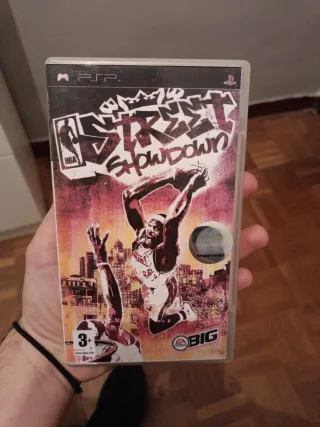 PSP
STREET
NBA
SHOWDOWN
3+
EA
BIG